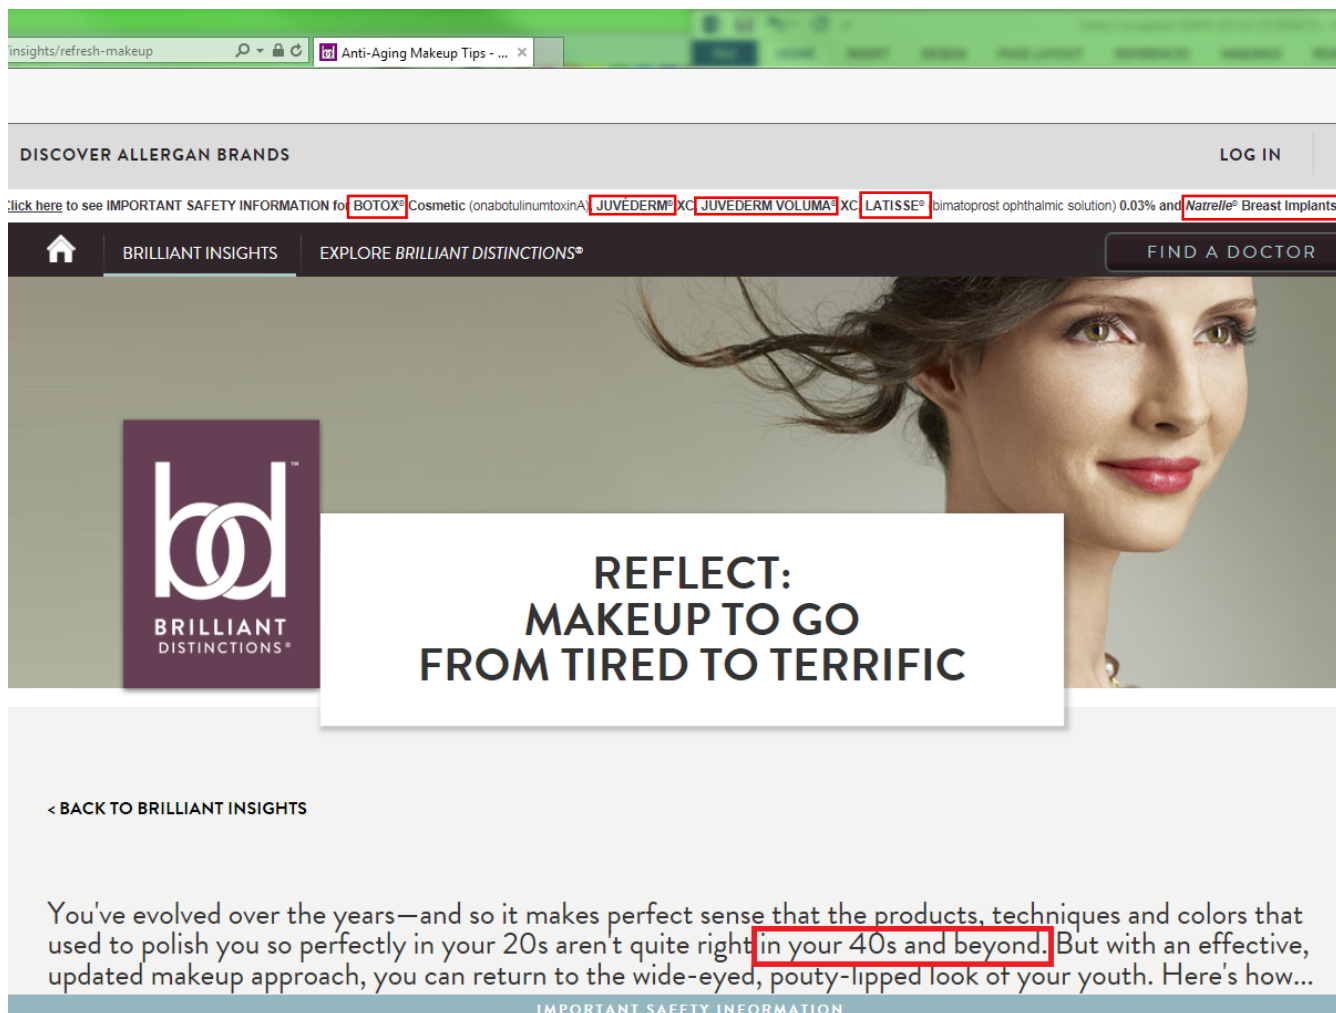 insights/refresh-makeup
Anti-Aging Makeup Tips - ...
DISCOVER ALLERGAN BRANDS
LOG IN
Click here to see IMPORTANT SAFETY INFORMATION for BOTOX® Cosmetic (onabotulinumtoxinA), JUVÉDERM® XC, JUVÉDERM VOLUMA® XC, LATISSE® (bimatoprost ophthalmic solution) 0.03% and Natrelle® Breast Implants
BRILLIANT INSIGHTS
EXPLORE BRILLIANT DISTINCTIONS®
FIND A DOCTOR
bd™
BRILLIANT
DISTINCTIONS®
REFLECT:
MAKEUP TO GO
FROM TIRED TO TERRIFIC
< BACK TO BRILLIANT INSIGHTS
You've evolved over the years—and so it makes perfect sense that the products, techniques and colors that
used to polish you so perfectly in your 20s aren't quite right in your 40s and beyond. But with an effective,
updated makeup approach, you can return to the wide-eyed, pouty-lipped look of your youth. Here's how...
IMPORTANT SAFETY INFORMATION